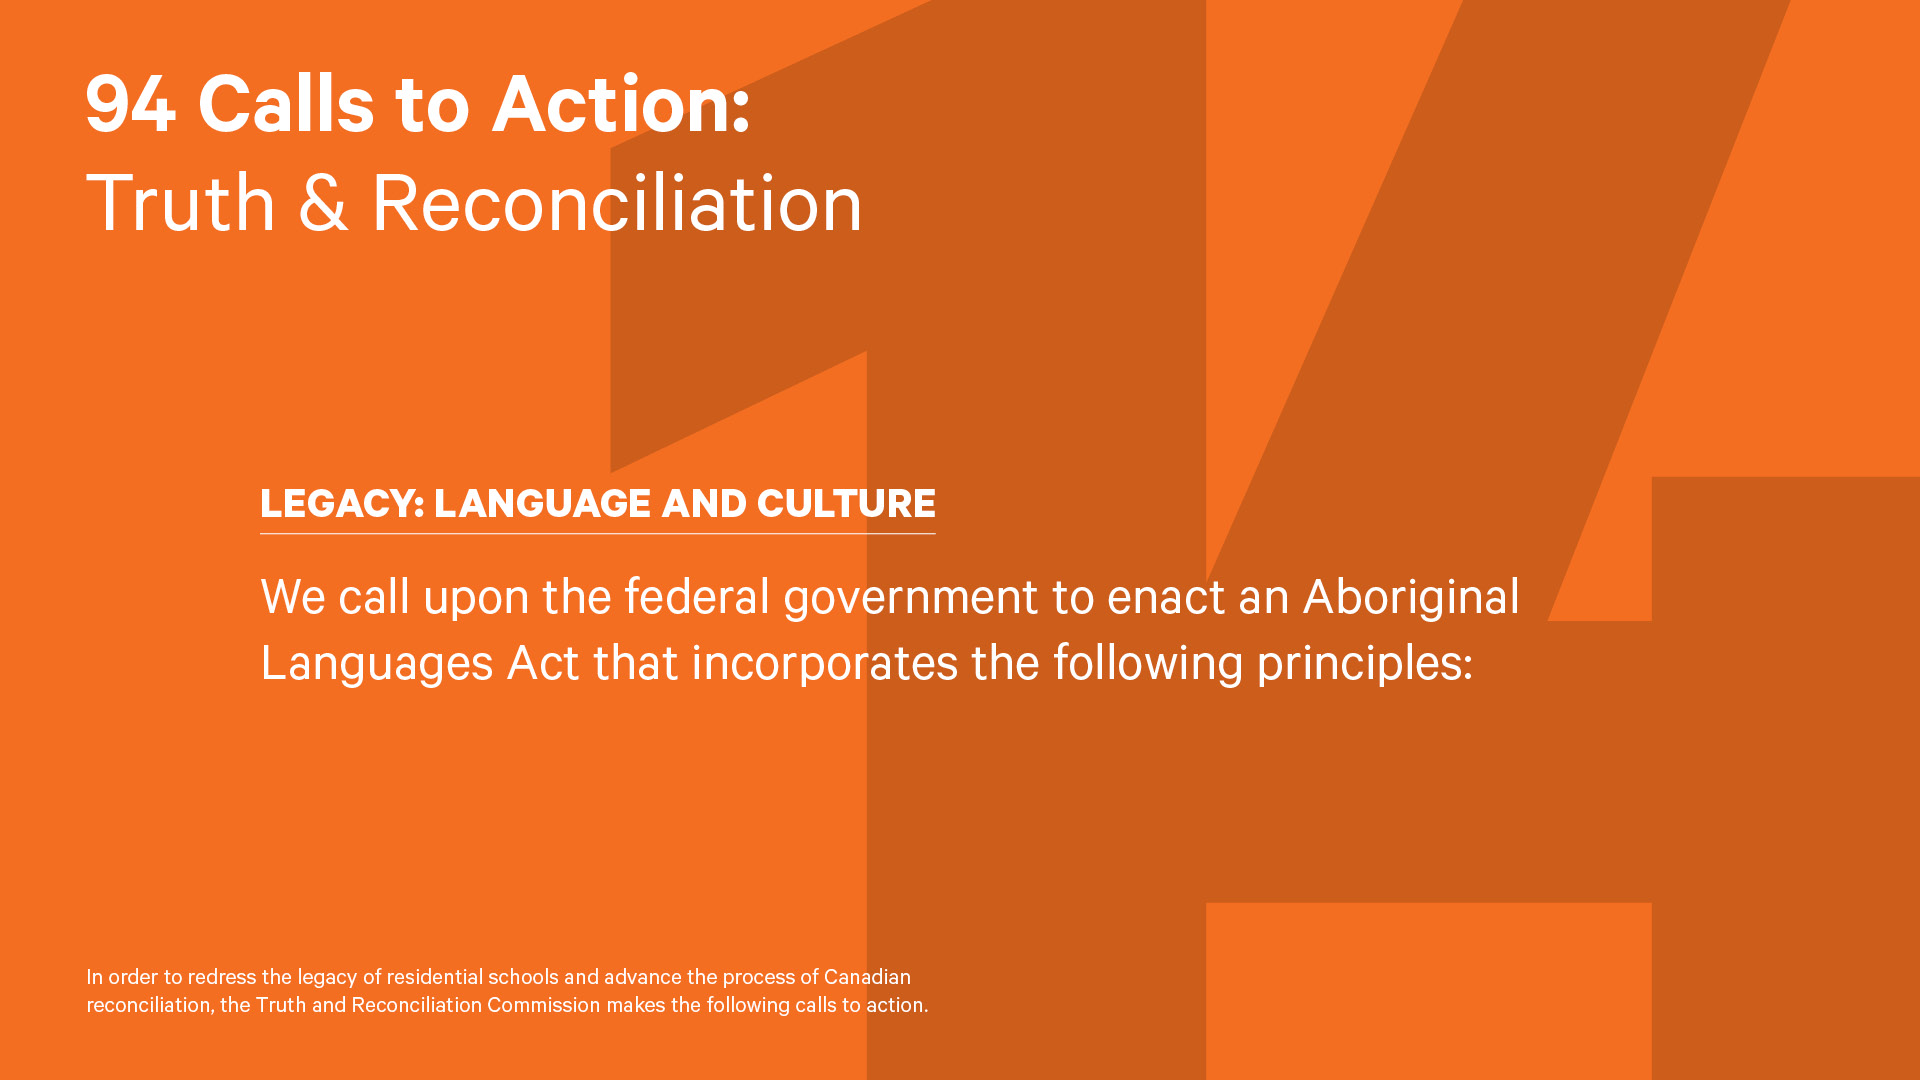 94 Calls to Action:
Truth & Reconciliation
14
LEGACY: LANGUAGE AND CULTURE
We call upon the federal government to enact an Aboriginal
Languages Act that incorporates the following principles:
In order to redress the legacy of residential schools and advance the process of Canadian
reconciliation, the Truth and Reconciliation Commission makes the following calls to action.